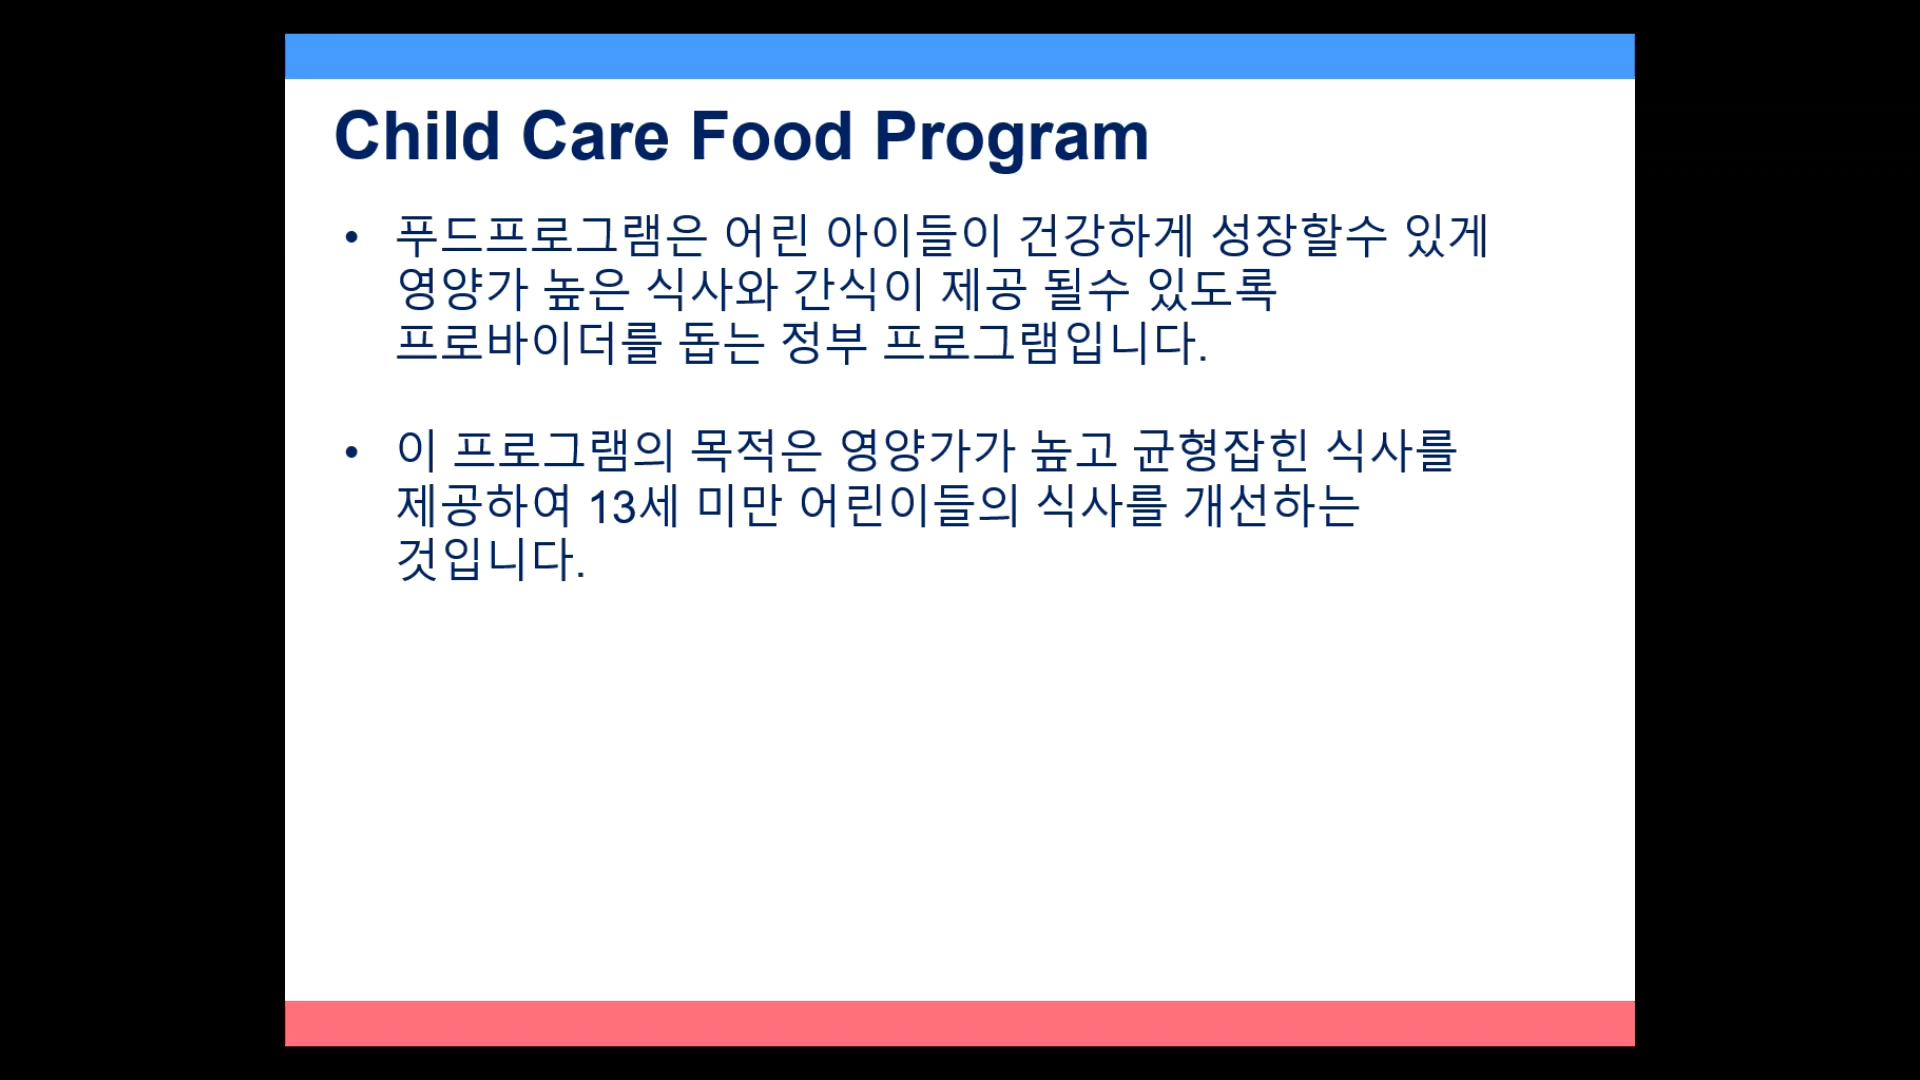 Child Care Food Program
• 푸드프로그램은 어린 아이들이 건강하게 성장할수 있게
영양가 높은 식사와 간식이 제공 될수 있도록
프로바이더를 돕는 정부 프로그램입니다.
• 이 프로그램의 목적은 영양가가 높고 균형잡힌 식사를
제공하여 13세 미만 어린이들의 식사를 개선하는
것입니다.